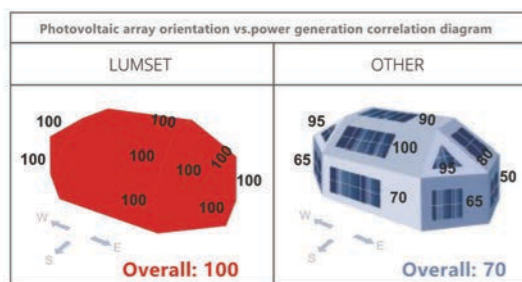 Photovoltaic array orientation vs.power generation correlation diagram
LUMSET
OTHER
100
100
100
100
100
100
100
100
100
W
S
E
Overall: 100
95
90
100
80
95
65
50
70
65
W
S
E
Overall: 70